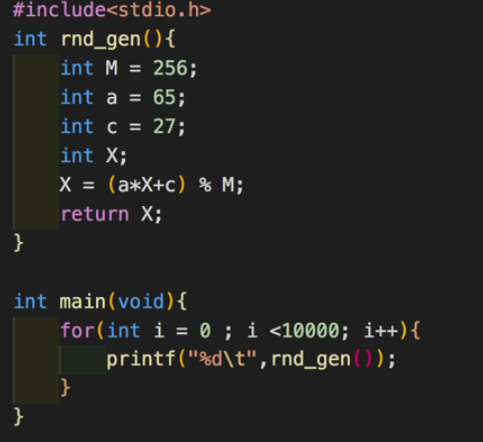 #include<stdio.h>
int rnd_gen(){
    int M = 256;
    int a = 65;
    int c = 27;
    int X;
    X = (a*X+c) % M;
    return X;
}

int main(void){
    for(int i = 0 ; i <10000; i++){
        printf("%d\t",rnd_gen());
    }
}